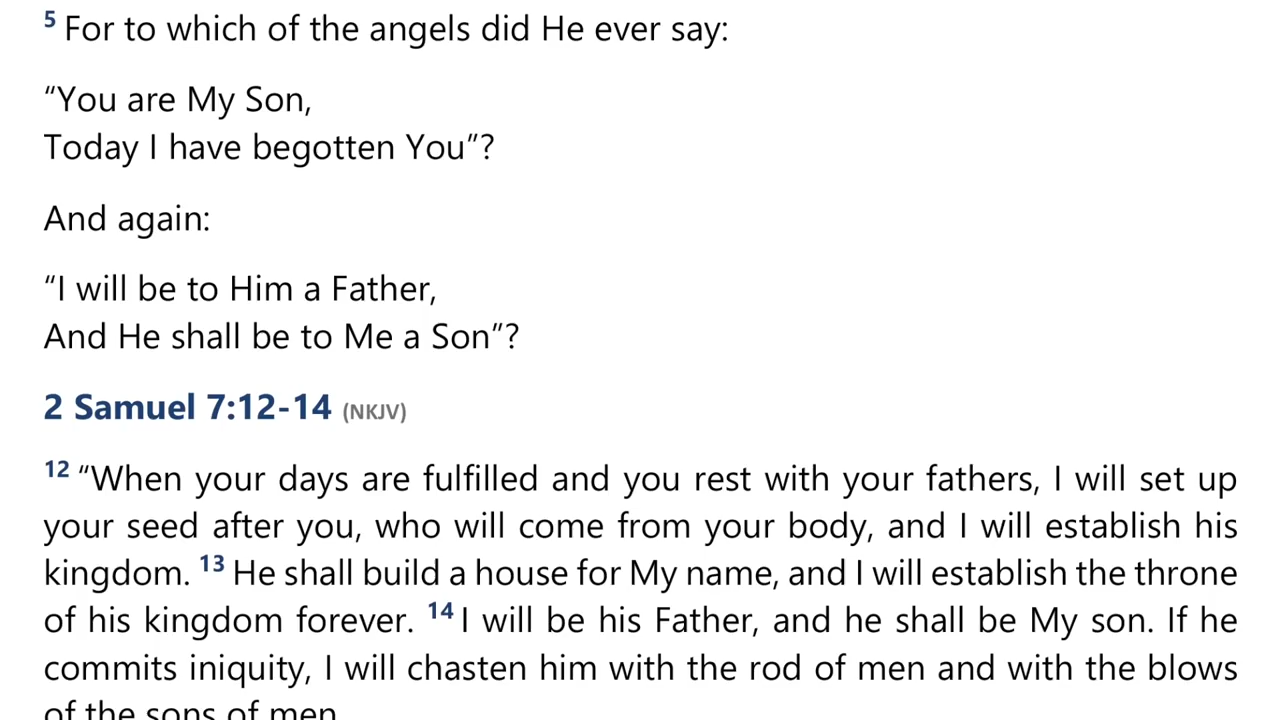 5 For to which of the angels did He ever say:
“You are My Son,
Today I have begotten You”?
And again:
“I will be to Him a Father,
And He shall be to Me a Son”?
2 Samuel 7:12-14 (NKJV)
12 “When your days are fulfilled and you rest with your fathers, I will set up
your seed after you, who will come from your body, and I will establish his
kingdom. 13 He shall build a house for My name, and I will establish the throne
of his kingdom forever. 14 I will be his Father, and he shall be My son. If he
commits iniquity, I will chasten him with the rod of men and with the blows
of the sons of men.